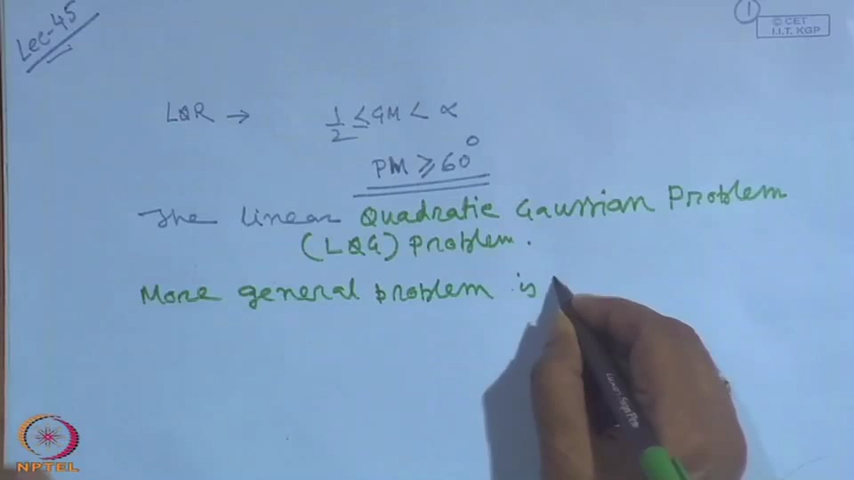 Lec-45
1
© CET
I.I.T. KGP
LQR → 1/2 ≤ GM < ∝
PM ≥ 60°
The linear Quadratic Gaussian Problem
(LQG) Problem.
More general problem is
NPTEL